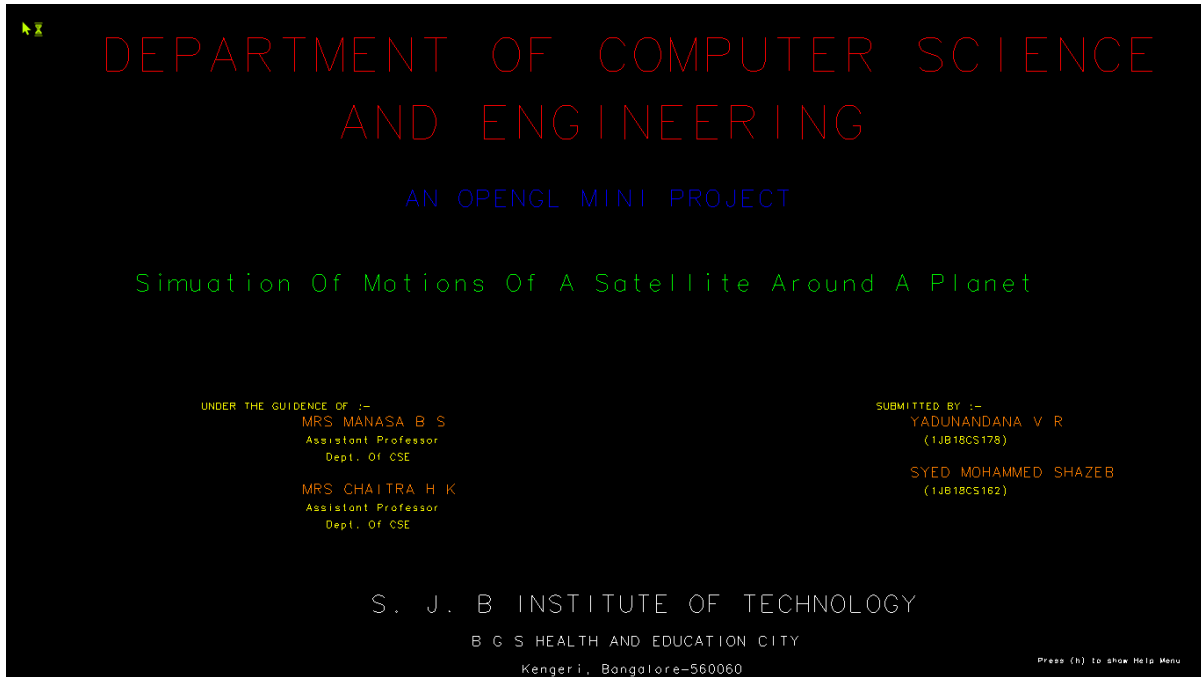 DEPARTMENT OF COMPUTER SCIENCE
AND ENGINEERING
AN OPENGL MINI PROJECT
Simuation Of Motions Of A Satellite Around A Planet
UNDER THE GUIDENCE OF :-
MRS MANASA B S
Assistant Professor
Dept. Of CSE
MRS CHAITRA H K
Assistant Professor
Dept. Of CSE
SUBMITTED BY :-
YADUNANDANA V R
(1JB18CS178)
SYED MOHAMMED SHAZEB
(1JB18CS162)
S. J. B INSTITUTE OF TECHNOLOGY
B G S HEALTH AND EDUCATION CITY
Kengeri, Bangalore-560060
Press (h) to show Help Menu